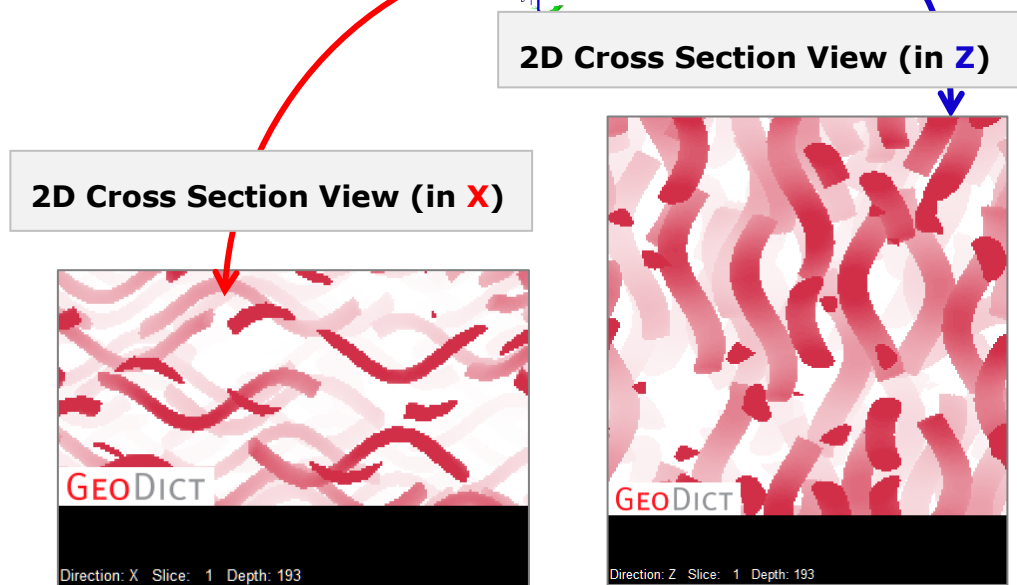 2D Cross Section View (in Z)
2D Cross Section View (in X)
GEODICT
Direction: X Slice: 1 Depth: 193
GEODICT
Direction: Z Slice: 1 Depth: 193